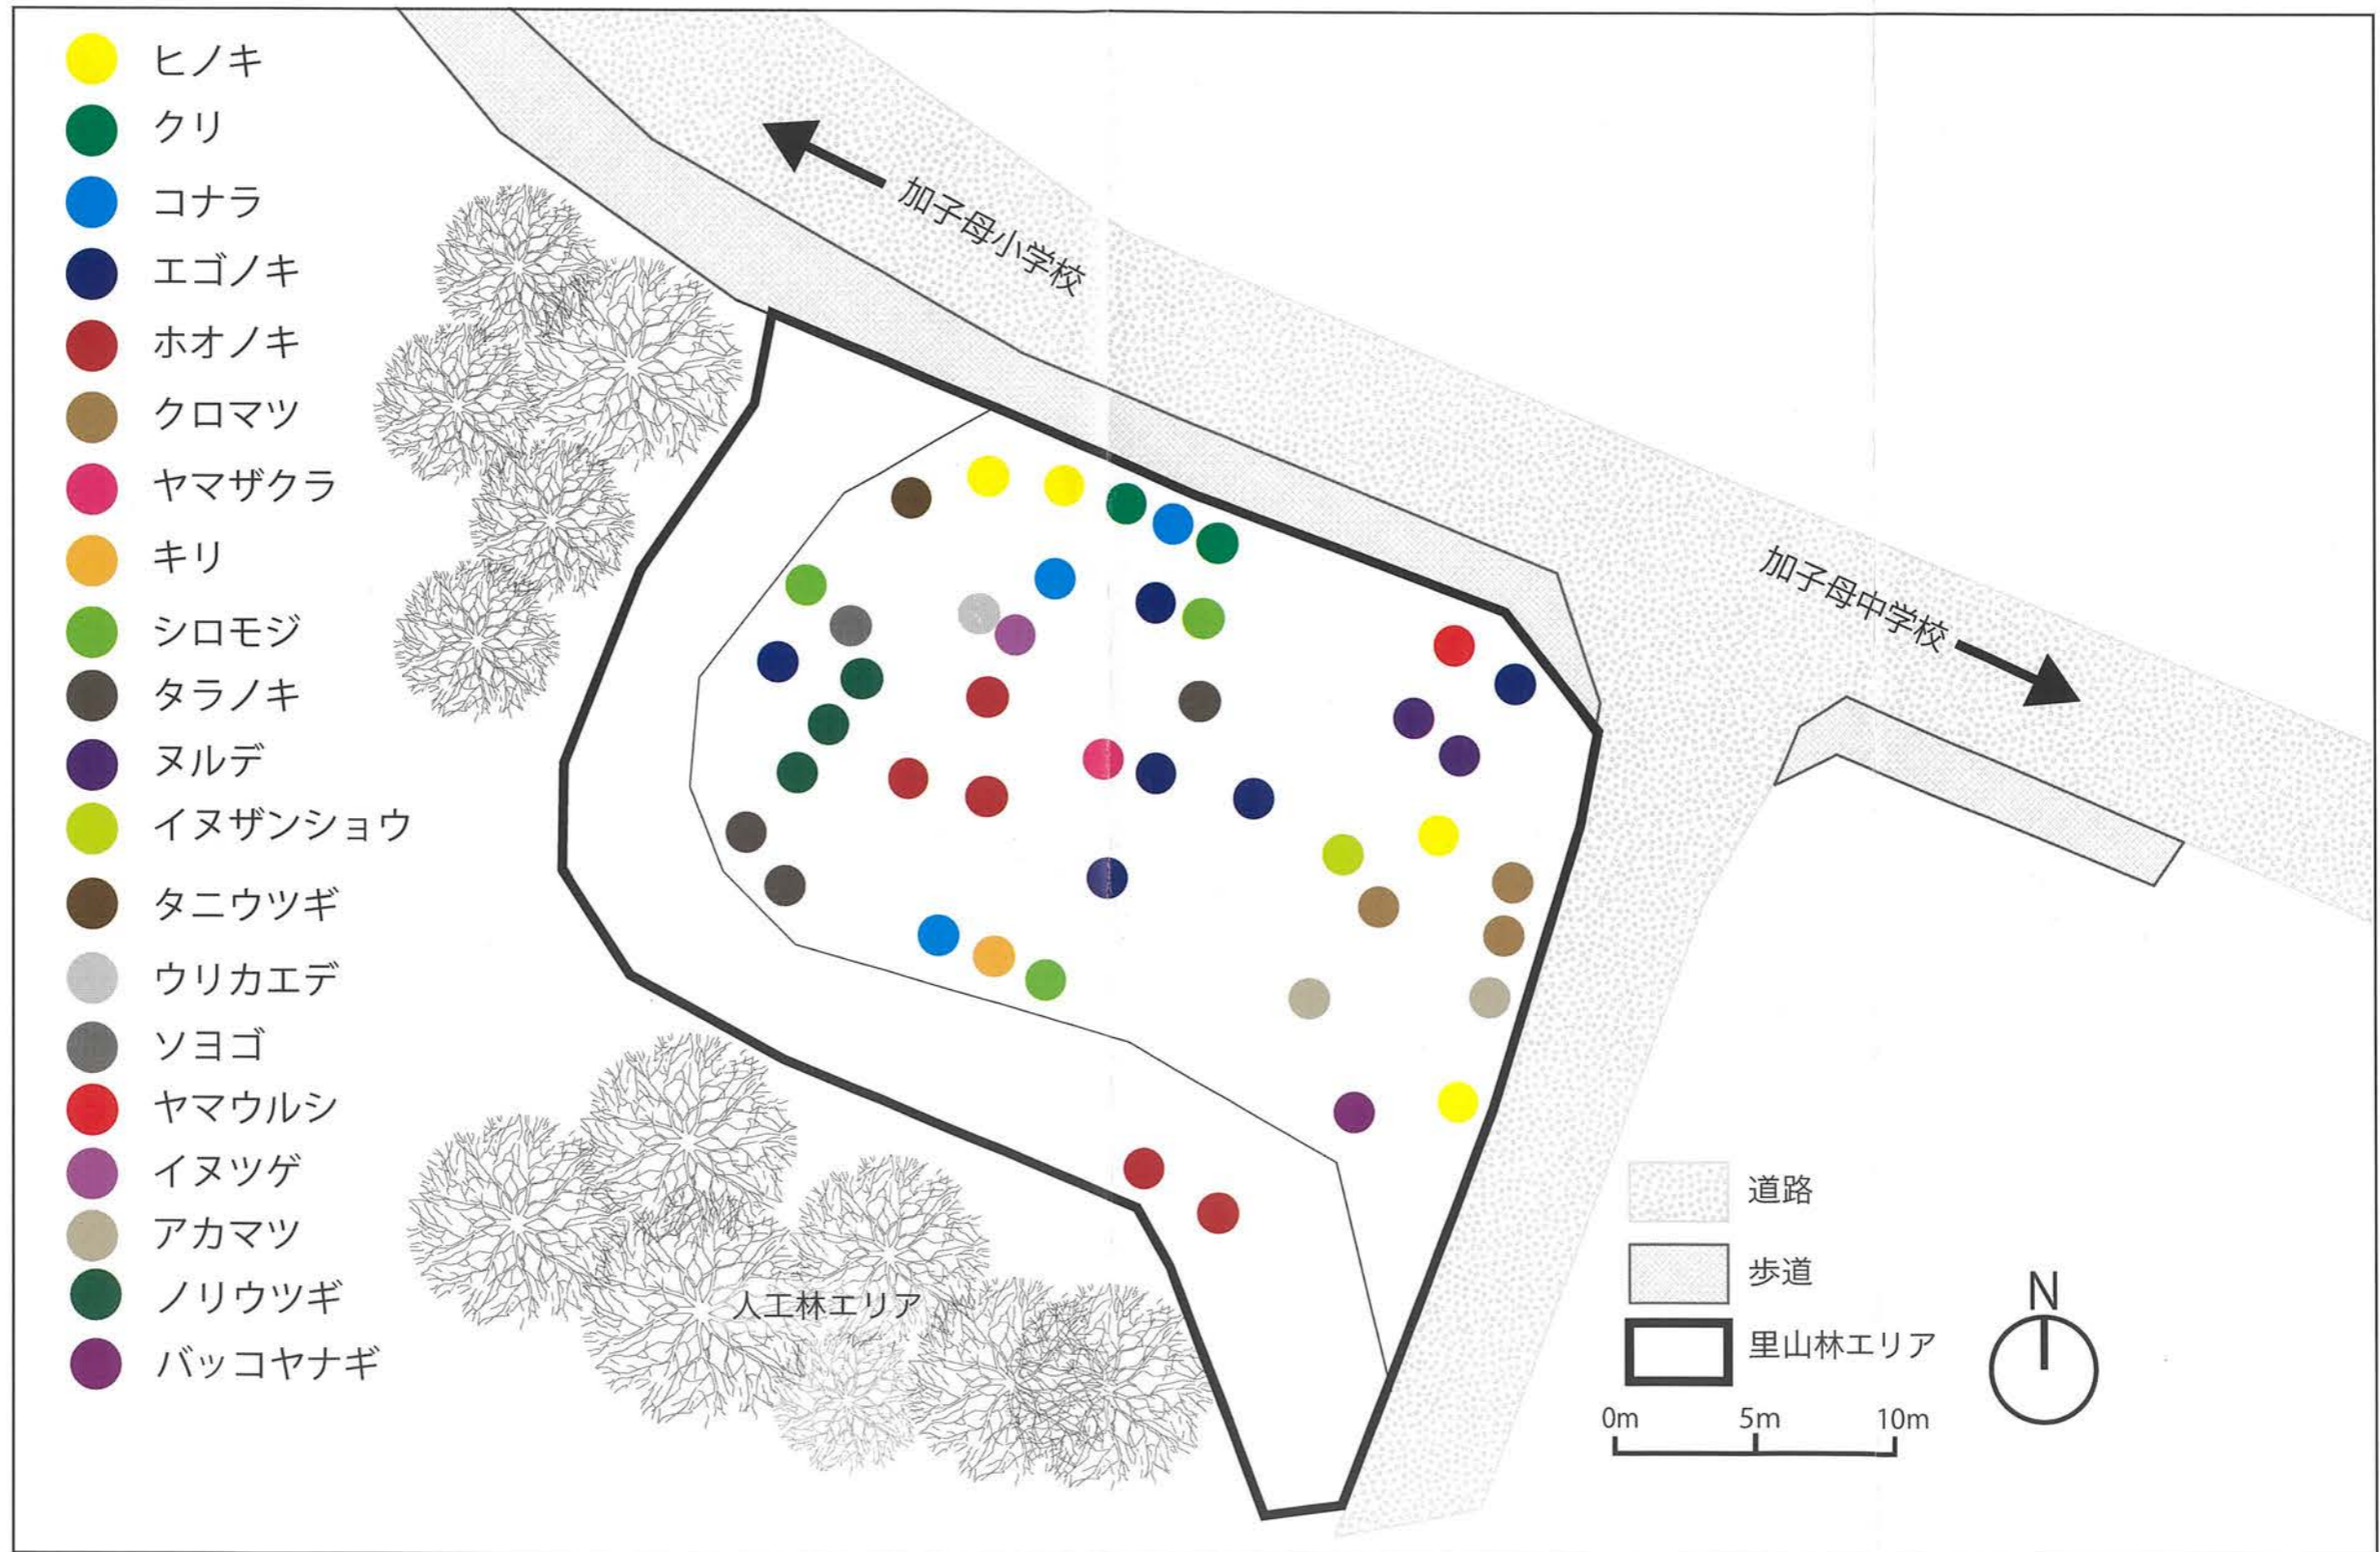 ヒノキ
クリ
コナラ
エゴノキ
ホオノキ
クロマツ
ヤマザクラ
キリ
シロモジ
タラノキ
ヌルデ
イヌザンショウ
タニウツギ
ウリカエデ
ソヨゴ
ヤマウルシ
イヌツゲ
アカマツ
ノリウツギ
バッコヤナギ
加子母小学校
加子母中学校
人工林エリア
道路
歩道
里山林エリア
0m 5m 10m
N